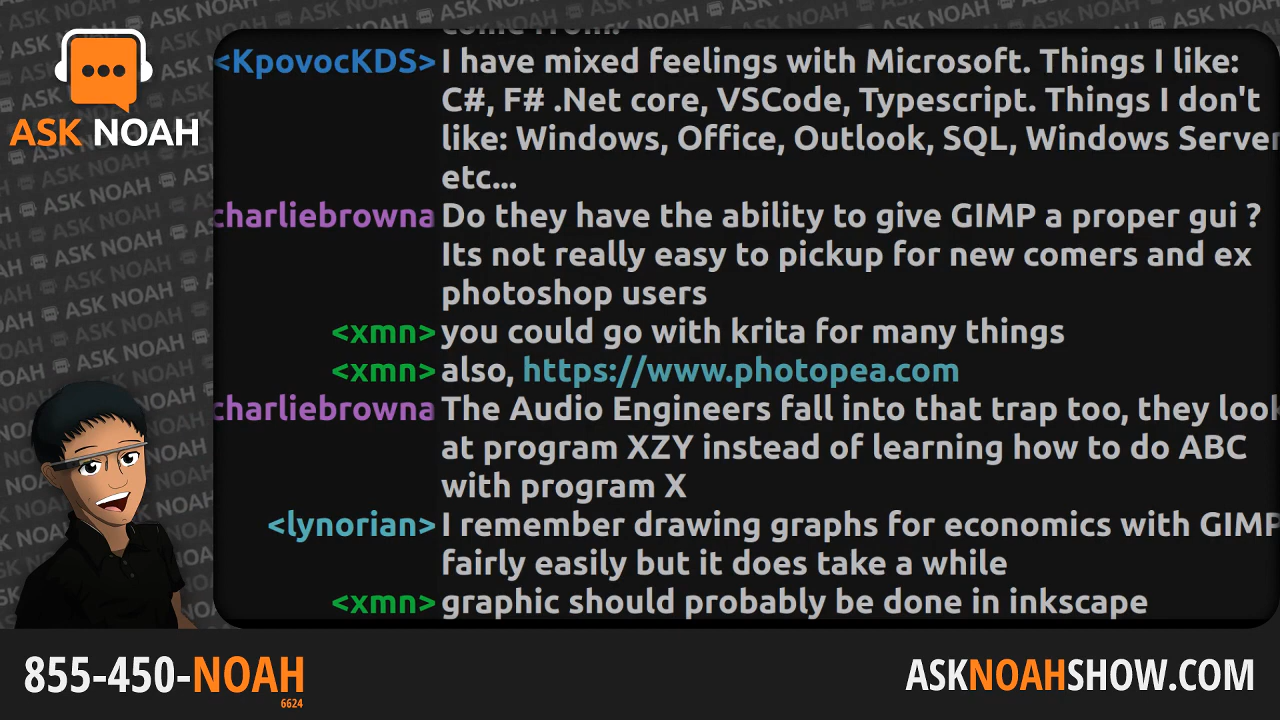 ASK NOAH
<KpovocKDS> I have mixed feelings with Microsoft. Things I like:
C#, F# .Net core, VSCode, Typescript. Things I don't
like: Windows, Office, Outlook, SQL, Windows Server
etc...
charliebrowna Do they have the ability to give GIMP a proper gui ?
Its not really easy to pickup for new comers and ex
photoshop users
<xmn> you could go with krita for many things
<xmn> also, https://www.photopea.com
charliebrowna The Audio Engineers fall into that trap too, they look
at program XZY instead of learning how to do ABC
with program X
<lynorian> I remember drawing graphs for economics with GIMP
fairly easily but it does take a while
<xmn> graphic should probably be done in inkscape
855-450-NOAH
6624
ASKNOAHSHOW.COM